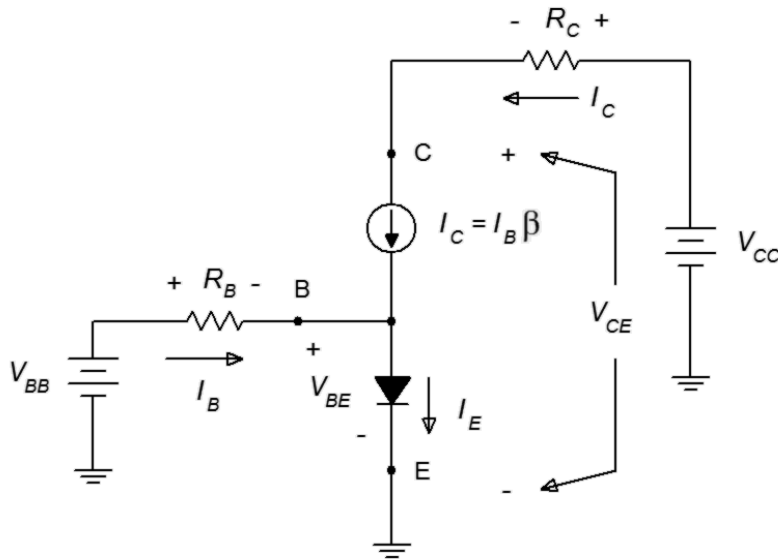 - R_C +
I_C
C +
I_C = I_B β
V_CC
+ R_B - B
V_CE
+
V_BB
I_B
V_BE
I_E
-
E -